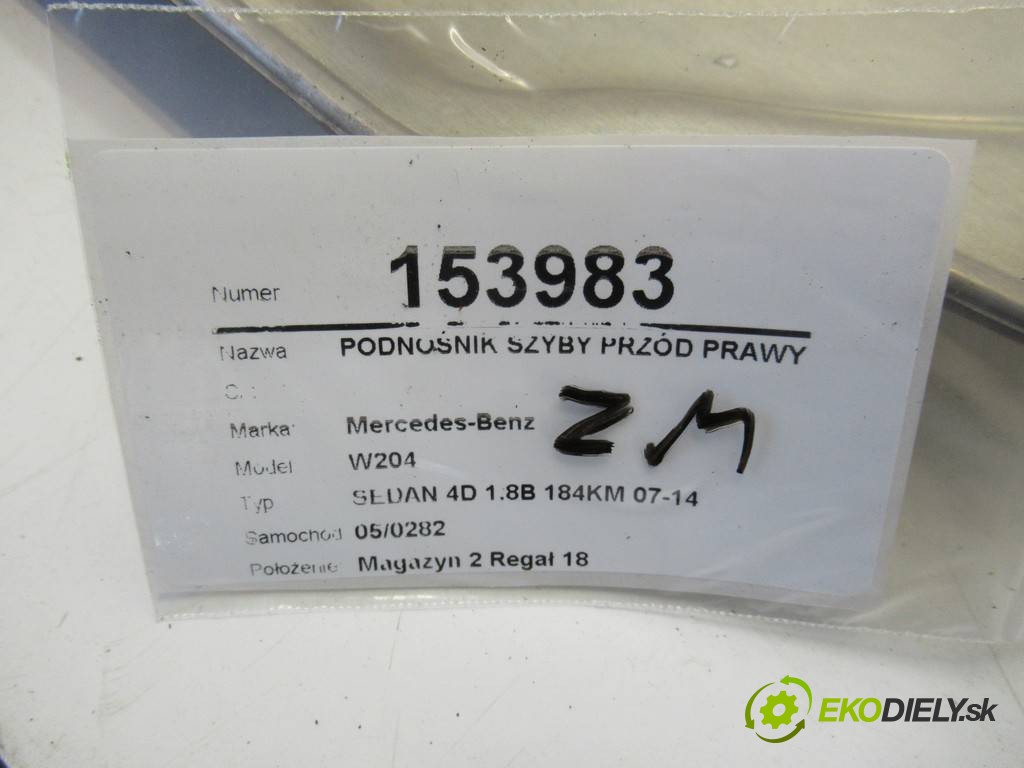 Numer 153983
Nazwa PODNOŚNIK SZYBY PRZÓD PRAWY
Marka: Mercedes-Benz ZM
Model W204
Typ SEDAN 4D 1.8B 184KM 07-14
Samochód 05/0282
Położenie: Magazyn 2 Regał 18
EKODIELY.sk